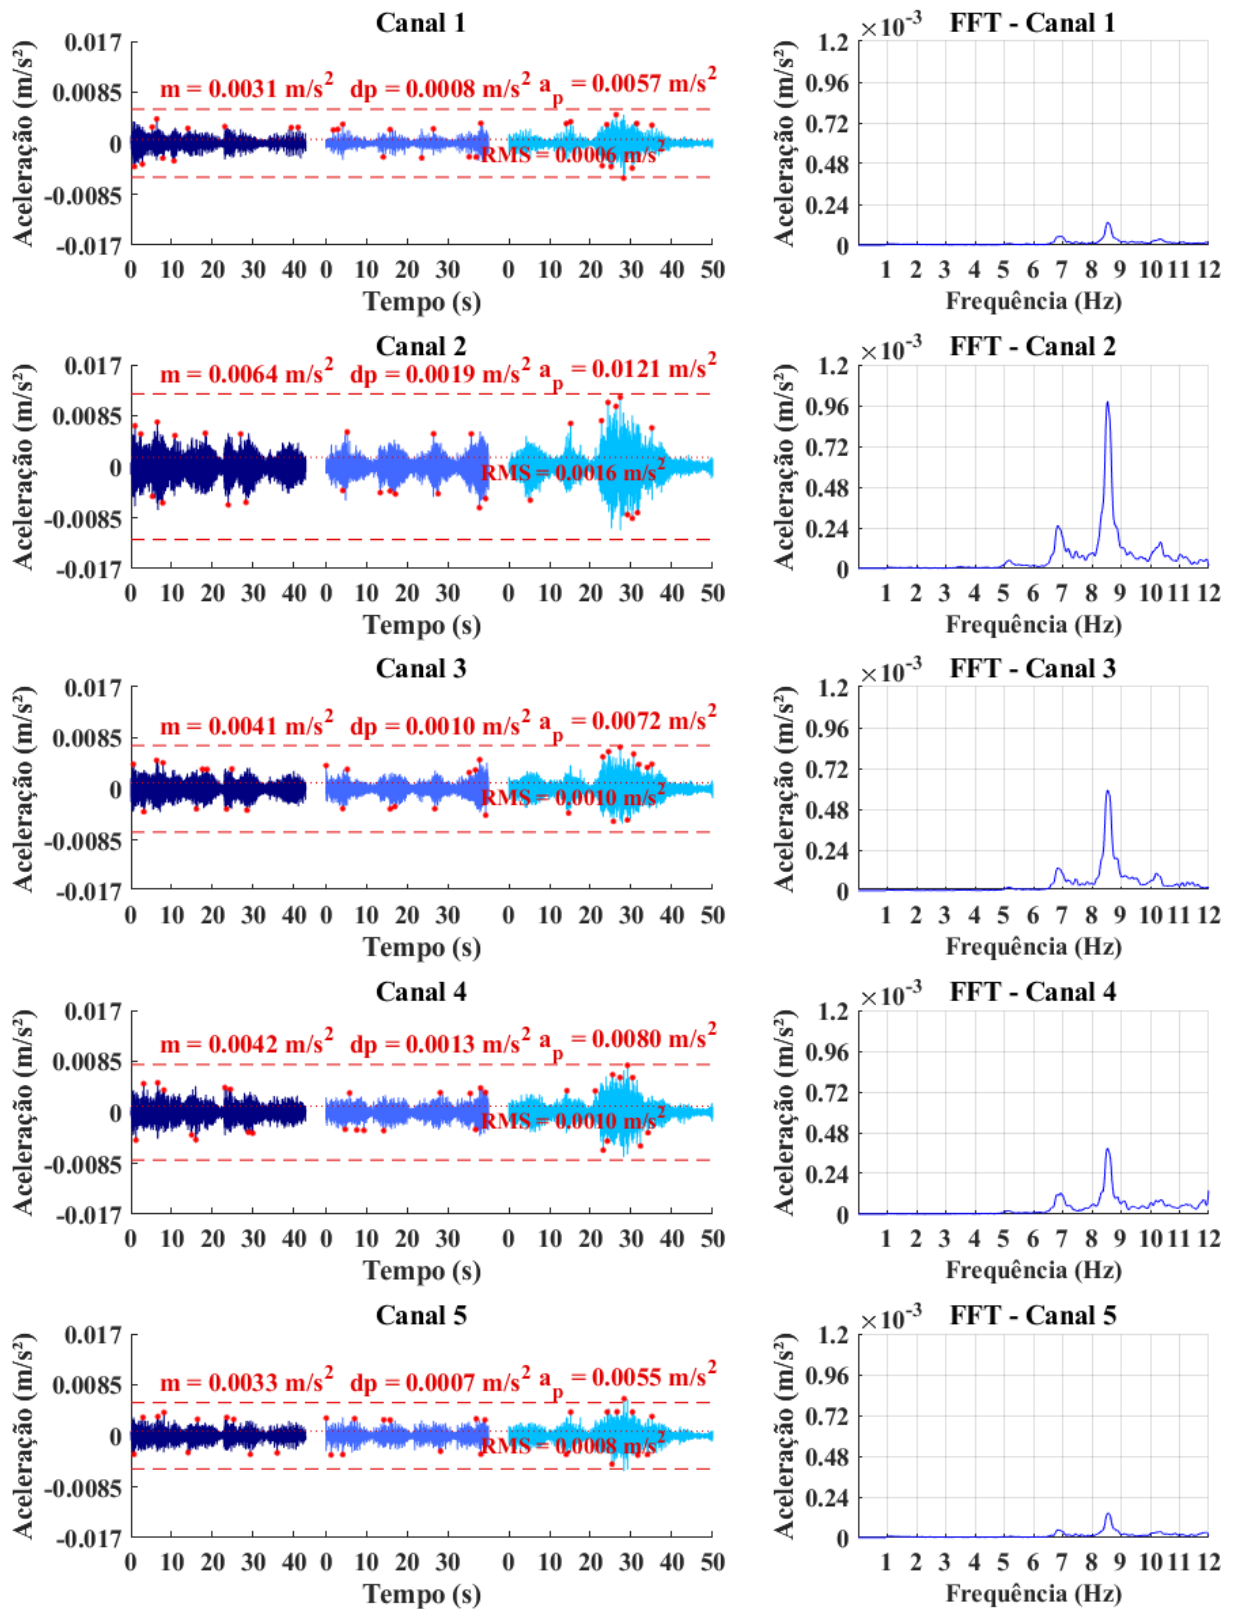 Canal 1
0.017
0.0085
0
-0.0085
-0.017
Aceleração (m/s²)
m = 0.0031 m/s² dp = 0.0008 m/s² a_p = 0.0057 m/s²
RMS = 0.0006 m/s²
0 10 20 30 40 0 10 20 30 0 10 20 30 40 50
Tempo (s)
FFT - Canal 1
×10⁻³
1.2
0.96
0.72
0.48
0.24
0
Aceleração (m/s²)
1 2 3 4 5 6 7 8 9 10 11 12
Frequência (Hz)
Canal 2
0.017
0.0085
0
-0.0085
-0.017
Aceleração (m/s²)
m = 0.0064 m/s² dp = 0.0019 m/s² a_p = 0.0121 m/s²
RMS = 0.0016 m/s²
0 10 20 30 40 0 10 20 30 0 10 20 30 40 50
Tempo (s)
FFT - Canal 2
×10⁻³
1.2
0.96
0.72
0.48
0.24
0
Aceleração (m/s²)
1 2 3 4 5 6 7 8 9 10 11 12
Frequência (Hz)
Canal 3
0.017
0.0085
0
-0.0085
-0.017
Aceleração (m/s²)
m = 0.0041 m/s² dp = 0.0010 m/s² a_p = 0.0072 m/s²
RMS = 0.0010 m/s²
0 10 20 30 40 0 10 20 30 0 10 20 30 40 50
Tempo (s)
FFT - Canal 3
×10⁻³
1.2
0.96
0.72
0.48
0.24
0
Aceleração (m/s²)
1 2 3 4 5 6 7 8 9 10 11 12
Frequência (Hz)
Canal 4
0.017
0.0085
0
-0.0085
-0.017
Aceleração (m/s²)
m = 0.0042 m/s² dp = 0.0013 m/s² a_p = 0.0080 m/s²
RMS = 0.0010 m/s²
0 10 20 30 40 0 10 20 30 0 10 20 30 40 50
Tempo (s)
FFT - Canal 4
×10⁻³
1.2
0.96
0.72
0.48
0.24
0
Aceleração (m/s²)
1 2 3 4 5 6 7 8 9 10 11 12
Frequência (Hz)
Canal 5
0.017
0.0085
0
-0.0085
-0.017
Aceleração (m/s²)
m = 0.0033 m/s² dp = 0.0007 m/s² a_p = 0.0055 m/s²
RMS = 0.0008 m/s²
0 10 20 30 40 0 10 20 30 0 10 20 30 40 50
Tempo (s)
FFT - Canal 5
×10⁻³
1.2
0.96
0.72
0.48
0.24
0
Aceleração (m/s²)
1 2 3 4 5 6 7 8 9 10 11 12
Frequência (Hz)